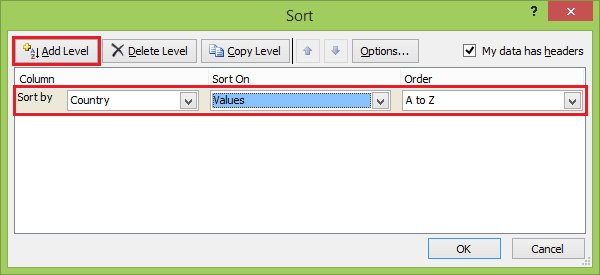 Sort
? ×
Add Level Delete Level Copy Level Options... My data has headers
Column Sort On Order
Sort by Country Values A to Z
OK Cancel